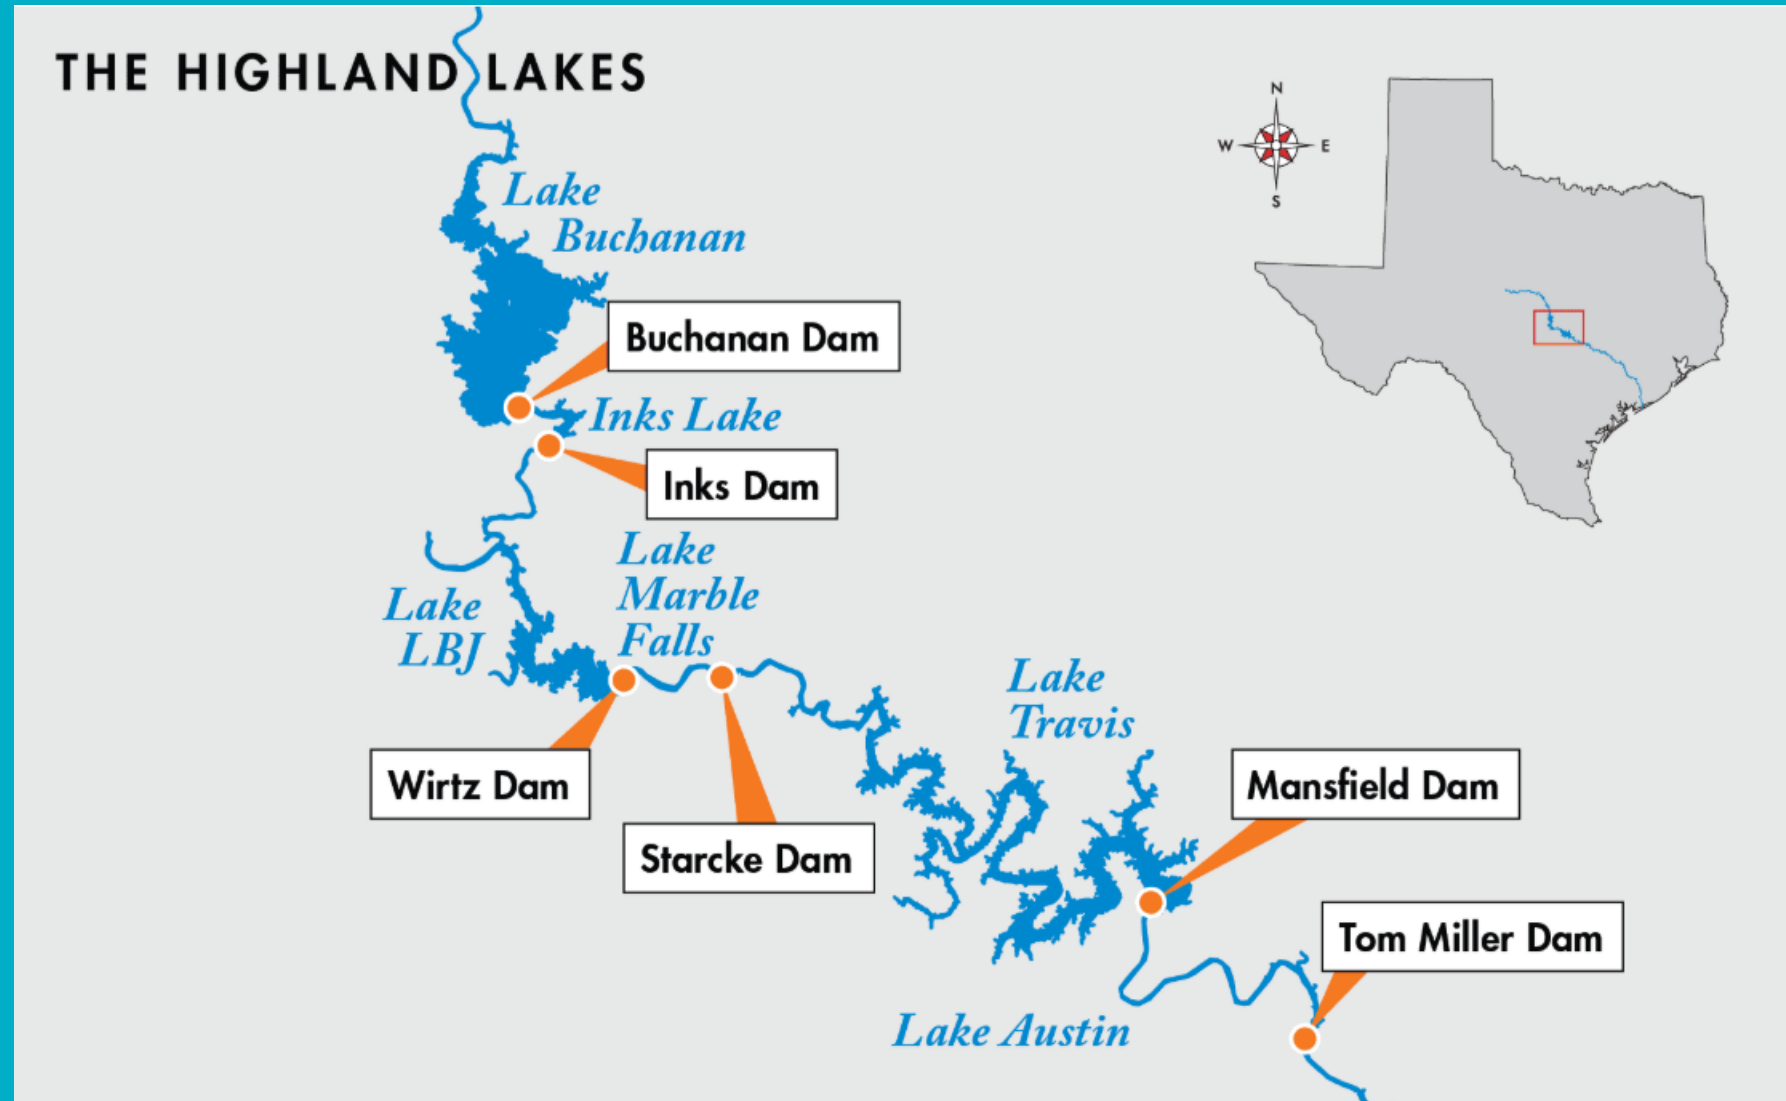 THE HIGHLAND LAKES
N
W E
S
Lake
Buchanan
Buchanan Dam
Inks Lake
Inks Dam
Lake
Marble
Falls
Lake
LBJ
Lake
Travis
Wirtz Dam
Mansfield Dam
Starcke Dam
Tom Miller Dam
Lake Austin